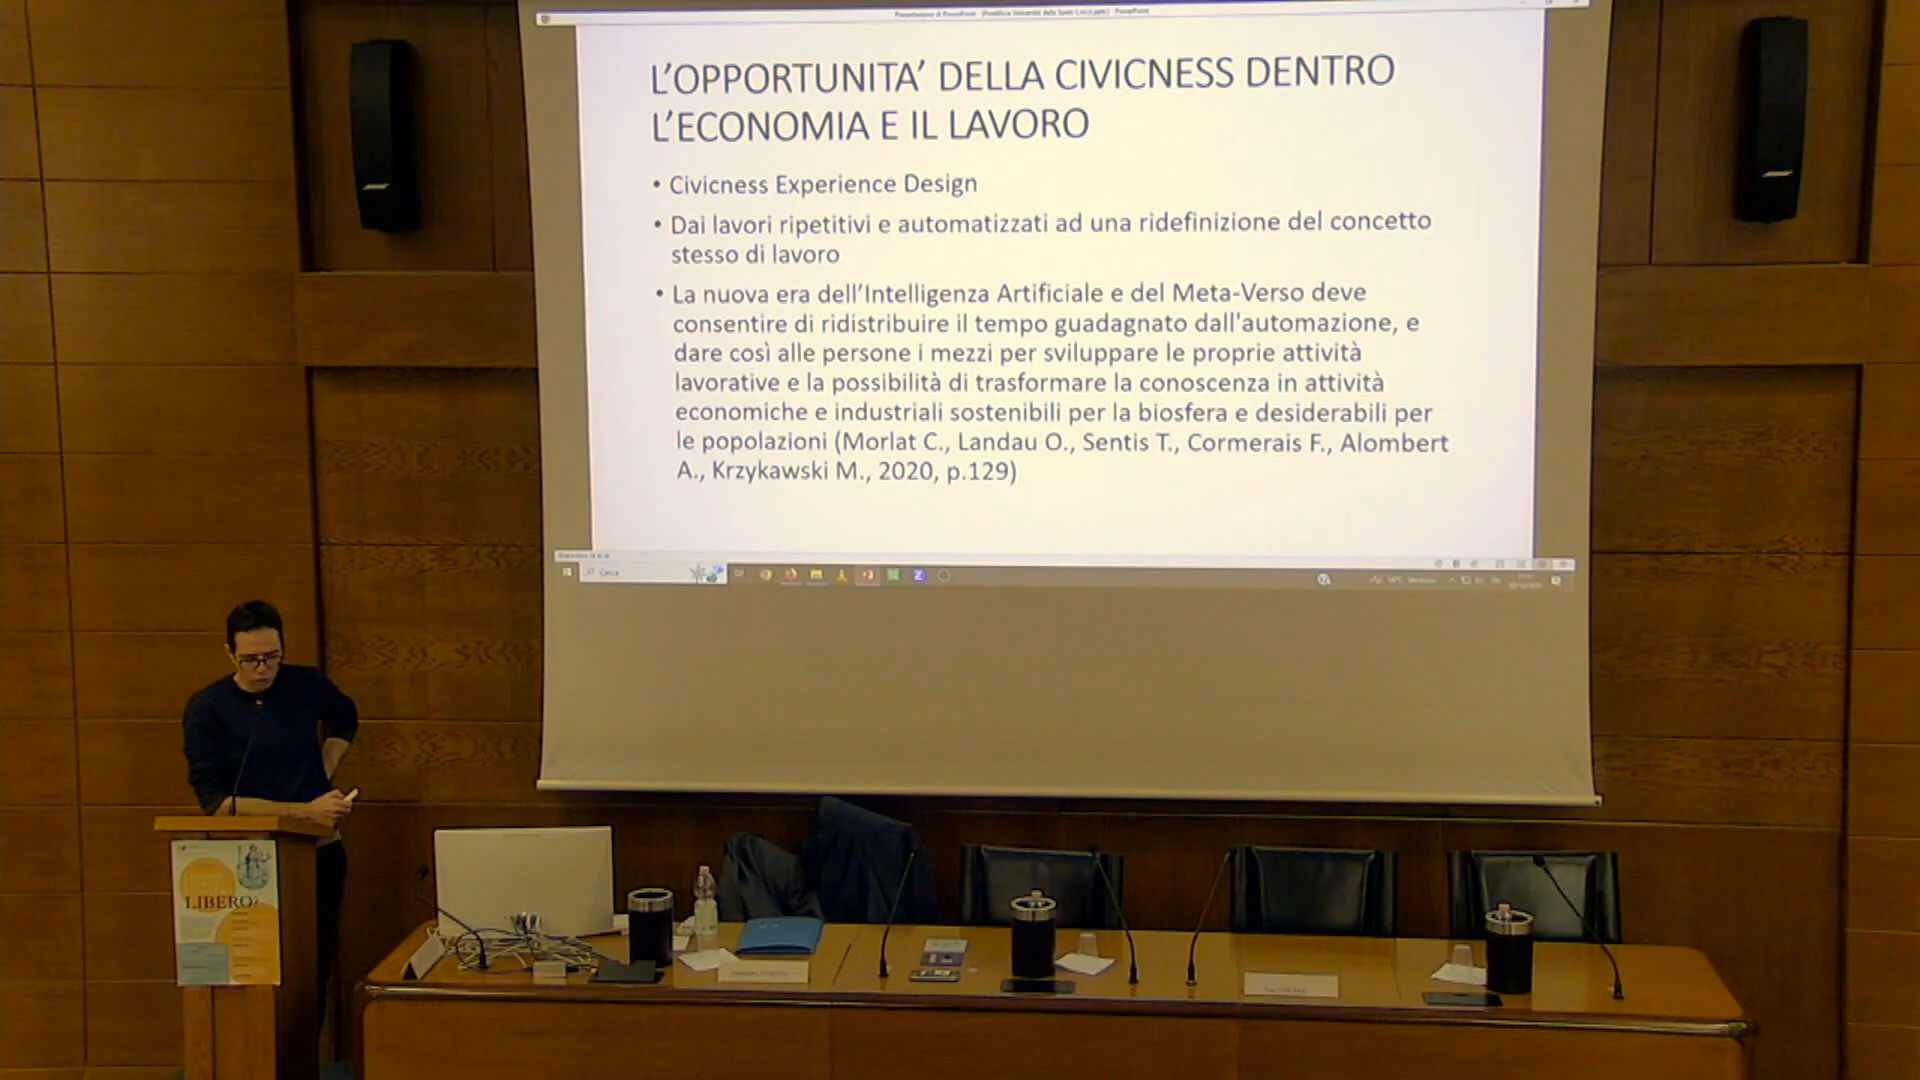 L'OPPORTUNITA' DELLA CIVICNESS DENTRO
L'ECONOMIA E IL LAVORO
• Civicness Experience Design
• Dai lavori ripetitivi e automatizzati ad una ridefinizione del concetto
stesso di lavoro
• La nuova era dell'Intelligenza Artificiale e del Meta-Verso deve
consentire di ridistribuire il tempo guadagnato dall'automazione, e
dare così alle persone i mezzi per sviluppare le proprie attività
lavorative e la possibilità di trasformare la conoscenza in attività
economiche e industriali sostenibili per la biosfera e desiderabili per
le popolazioni (Morlat C., Landau O., Sentis T., Cormerais F., Alombert
A., Krzykawski M., 2020, p.129)
Cerca
LIBERO?